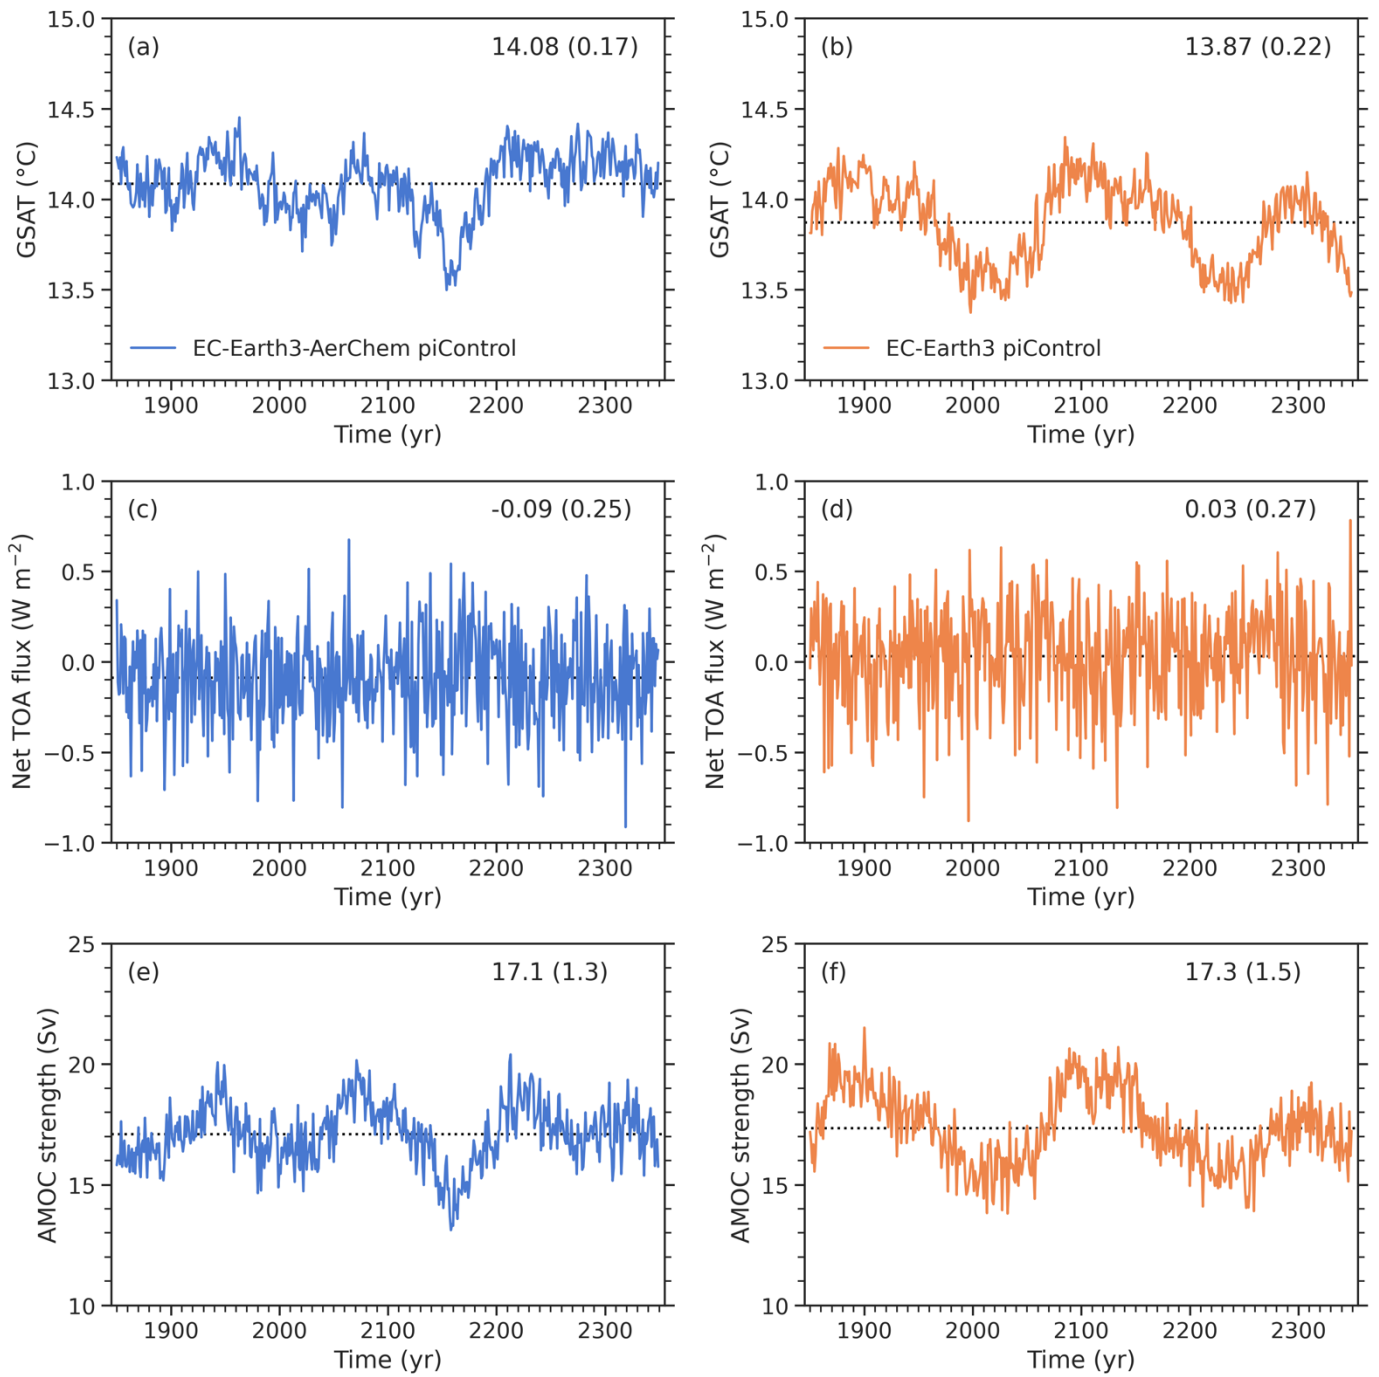 (a) 14.08 (0.17)
15.0
14.5
14.0
13.5
13.0
GSAT (°C)
EC-Earth3-AerChem piControl
1900 2000 2100 2200 2300
Time (yr)
(b) 13.87 (0.22)
15.0
14.5
14.0
13.5
13.0
GSAT (°C)
EC-Earth3 piControl
1900 2000 2100 2200 2300
Time (yr)
(c) -0.09 (0.25)
1.0
0.5
0.0
−0.5
−1.0
Net TOA flux (W m⁻²)
1900 2000 2100 2200 2300
Time (yr)
(d) 0.03 (0.27)
1.0
0.5
0.0
−0.5
−1.0
Net TOA flux (W m⁻²)
1900 2000 2100 2200 2300
Time (yr)
(e) 17.1 (1.3)
25
20
15
10
AMOC strength (Sv)
1900 2000 2100 2200 2300
Time (yr)
(f) 17.3 (1.5)
25
20
15
10
AMOC strength (Sv)
1900 2000 2100 2200 2300
Time (yr)